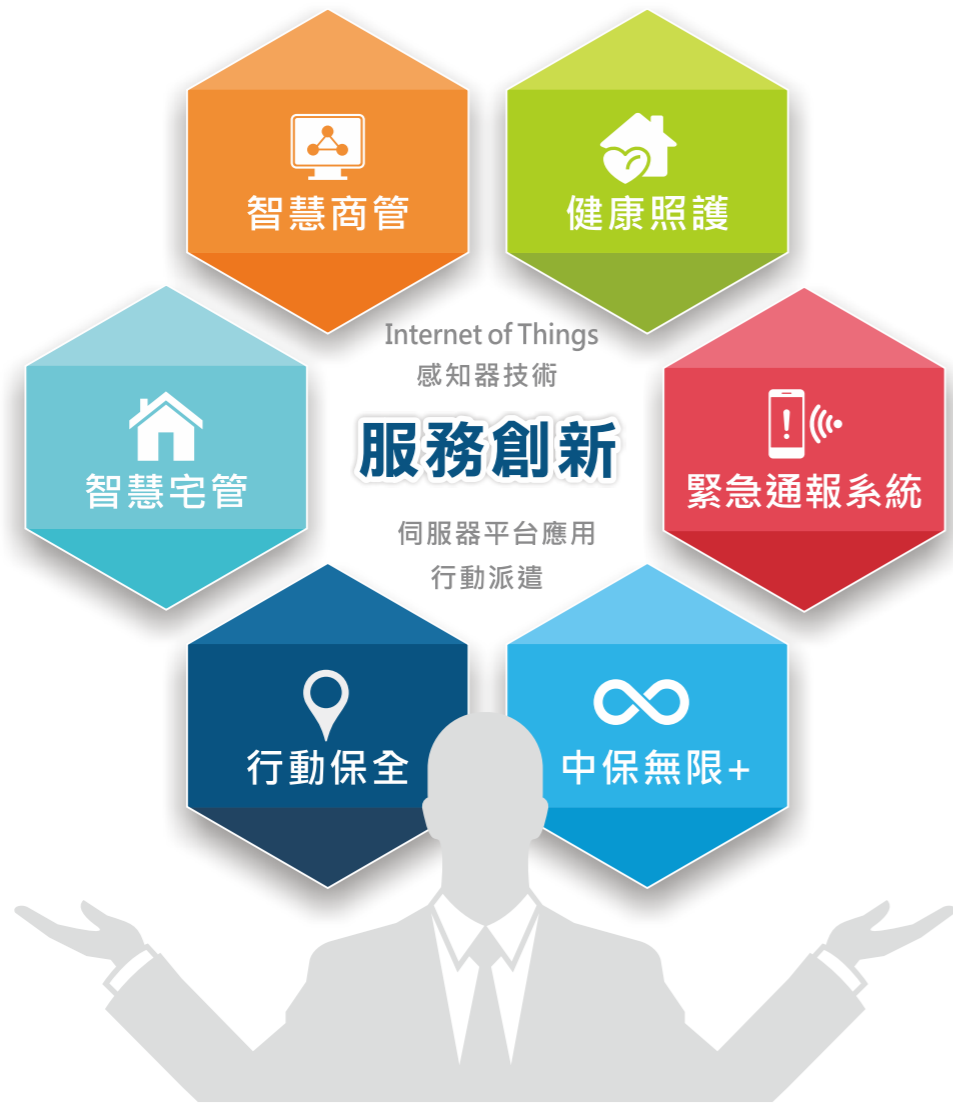 智慧商管
健康照護
Internet of Things
感知器技術
服務創新
智慧宅管
緊急通報系統
伺服器平台應用
行動派遣
行動保全
中保無限+